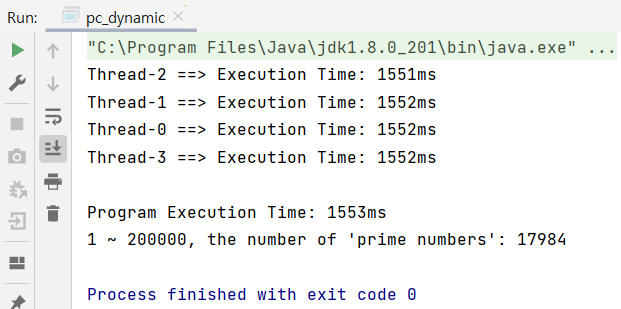 Run: pc_dynamic
"C:\Program Files\Java\jdk1.8.0_201\bin\java.exe" ...
Thread-2 ==> Execution Time: 1551ms
Thread-1 ==> Execution Time: 1552ms
Thread-0 ==> Execution Time: 1552ms
Thread-3 ==> Execution Time: 1552ms
Program Execution Time: 1553ms
1 ~ 200000, the number of 'prime numbers': 17984
Process finished with exit code 0